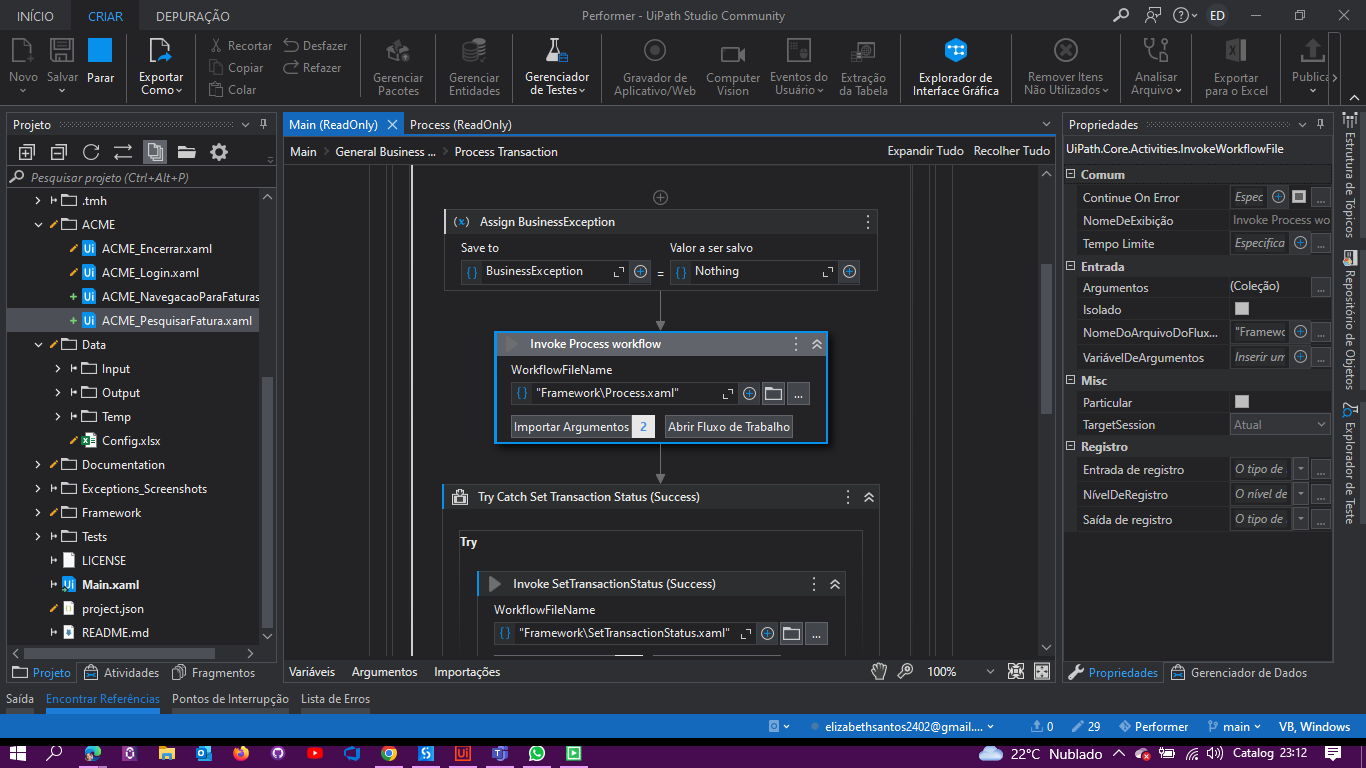 INÍCIO CRIAR DEPURAÇÃO Performer - UiPath Studio Community ED
Novo Salvar Parar Exportar Como Recortar Copiar Colar Desfazer Refazer Gerenciar Pacotes Gerenciar Entidades Gerenciador de Testes Gravador de Aplicativo/Web Computer Vision Eventos do Usuário Extração da Tabela Explorador de Interface Gráfica Remover Itens Não Utilizados Analisar Arquivo Exportar para o Excel Public
Projeto
Pesquisar projeto (Ctrl+Alt+P)
.tmh
ACME
ACME_Encerrar.xaml
ACME_Login.xaml
ACME_NavegacaoParaFaturas
ACME_PesquisarFatura.xaml
Data
Input
Output
Temp
Config.xlsx
Documentation
Exceptions_Screenshots
Framework
Tests
LICENSE
Main.xaml
project.json
README.md
Projeto Atividades Fragmentos
Main (ReadOnly) Process (ReadOnly)
Main General Business ... Process Transaction Expandir Tudo Recolher Tudo
(x) Assign BusinessException
Save to Valor a ser salvo
BusinessException = Nothing
Invoke Process workflow
WorkflowFileName
"Framework\Process.xaml" ...
Importar Argumentos 2 Abrir Fluxo de Trabalho
Try Catch Set Transaction Status (Success)
Try
Invoke SetTransactionStatus (Success)
WorkflowFileName
"Framework\SetTransactionStatus.xaml" ...
Variáveis Argumentos Importações 100%
Propriedades
UiPath.Core.Activities.InvokeWorkflowFile
Comum
Continue On Error Espec ...
NomeDeExibição Invoke Process wo
Tempo Limite Especifica ...
Entrada
Argumentos (Coleção) ...
Isolado
NomeDoArquivoDoFlux... "Framewc ...
VariávelDeArgumentos Inserir um ...
Misc
Particular
TargetSession Atual
Registro
Entrada de registro O tipo de ...
NívelDeRegistro O nível de ...
Saída de registro O tipo de ...
Propriedades Gerenciador de Dados
Estrutura de Tópicos
Repositório de Objetos
Explorador de Teste
Saída Encontrar Referências Pontos de Interrupção Lista de Erros
elizabethsantos2402@gmail.... 0 29 Performer main VB, Windows
22°C Nublado Catalog 23:12